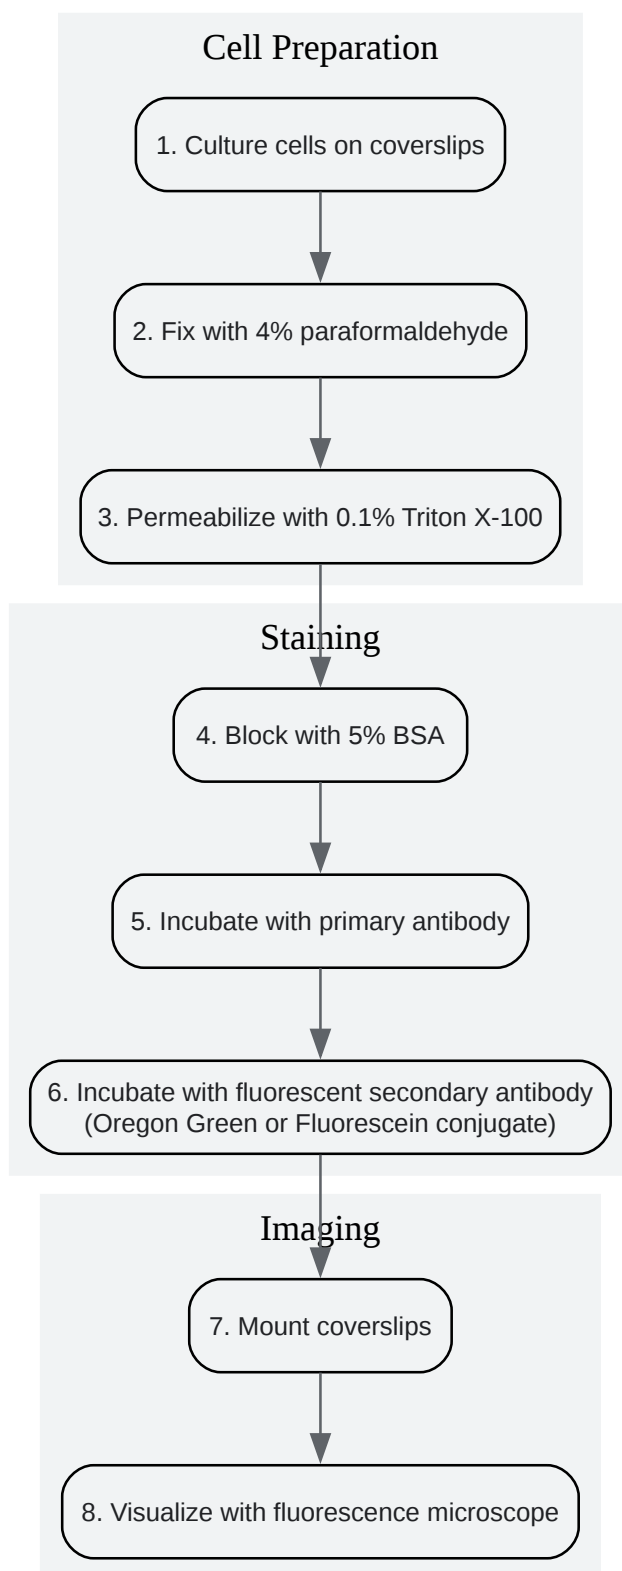 Cell Preparation
1. Culture cells on coverslips
2. Fix with 4% paraformaldehyde
3. Permeabilize with 0.1% Triton X-100
Staining
4. Block with 5% BSA
5. Incubate with primary antibody
6. Incubate with fluorescent secondary antibody
(Oregon Green or Fluorescein conjugate)
Imaging
7. Mount coverslips
8. Visualize with fluorescence microscope